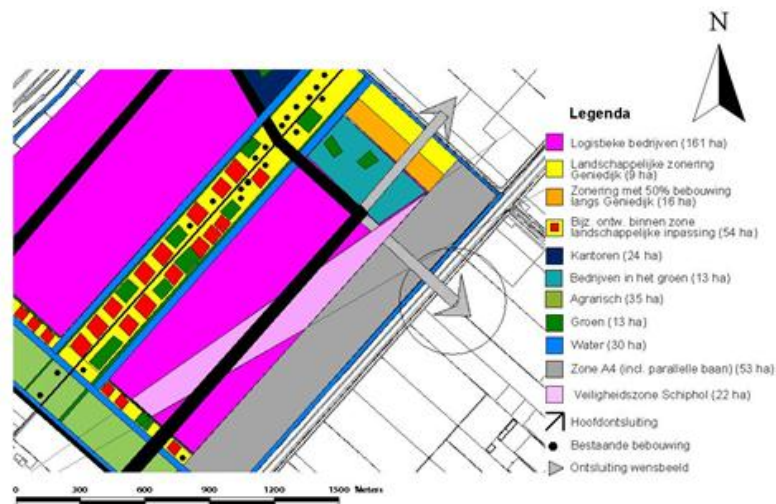 N
Legenda
Logistieke bedrijven (161 ha)
Landschappelijke zonering
Geniedijk (9 ha)
Zonering met 50% bebouwing
langs Geniedijk (16 ha)
Bijz. ontw. binnen zone
landschappelijke inpassing (54 ha)
Kantoren (24 ha)
Bedrijven in het groen (13 ha)
Agrarisch (35 ha)
Groen (13 ha)
Water (30 ha)
Zone A4 (incl. parallelle baan) (53 ha)
Veiligheidszone Schiphol (22 ha)
Hoofdontsluiting
Bestaande bebouwing
Ontsluiting wensbeeld
0 300 600 900 1200 1500 Meters